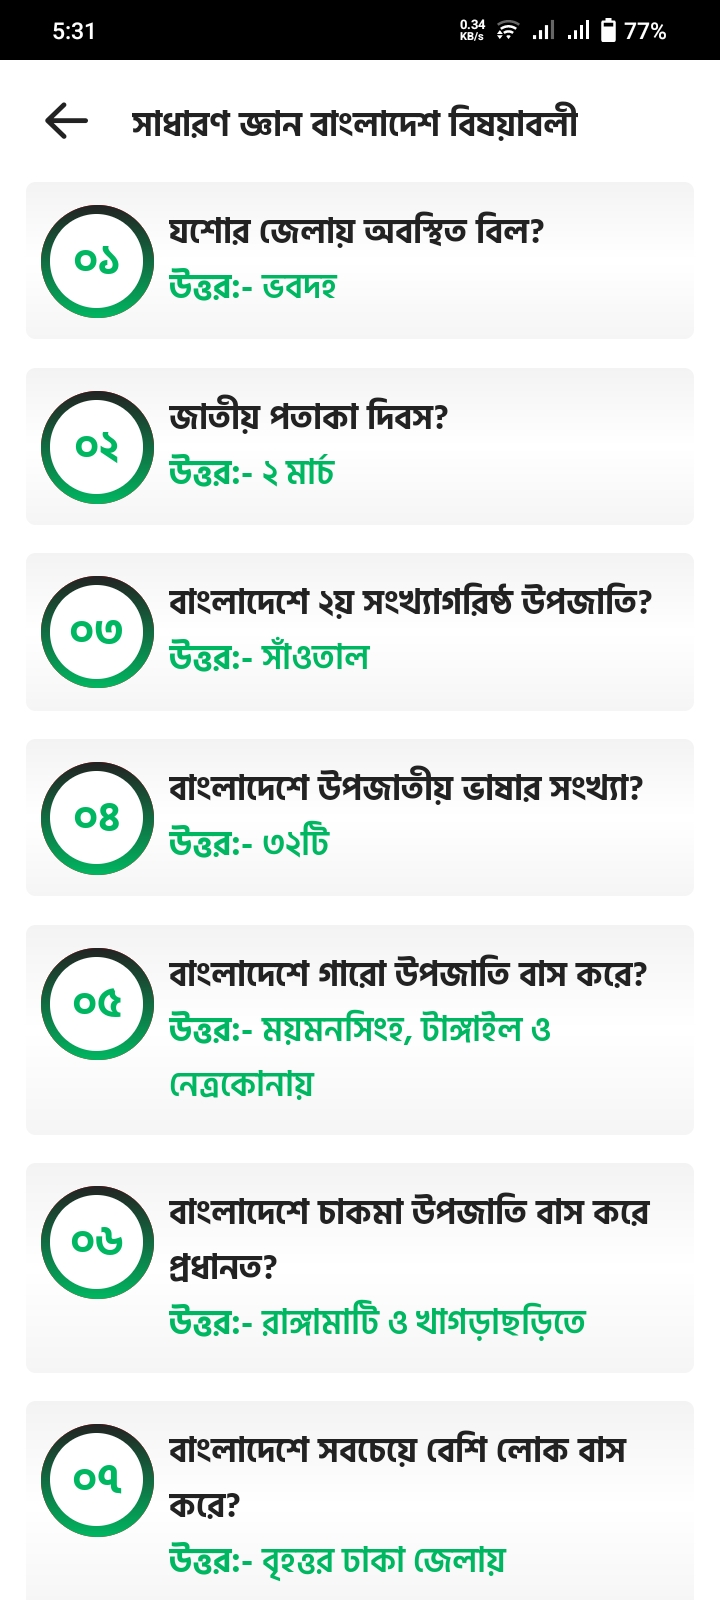 5:31
0.34
KB/s
77%
সাধারণ জ্ঞান বাংলাদেশ বিষয়াবলী
০১
যশোর জেলায় অবস্থিত বিল?
উত্তর:- ভবদহ
০২
জাতীয় পতাকা দিবস?
উত্তর:- ২ মার্চ
০৩
বাংলাদেশে ২য় সংখ্যাগরিষ্ঠ উপজাতি?
উত্তর:- সাঁওতাল
০৪
বাংলাদেশে উপজাতীয় ভাষার সংখ্যা?
উত্তর:- ৩২টি
০৫
বাংলাদেশে গারো উপজাতি বাস করে?
উত্তর:- ময়মনসিংহ, টাঙ্গাইল ও
নেত্রকোনায়
০৬
বাংলাদেশে চাকমা উপজাতি বাস করে
প্রধানত?
উত্তর:- রাঙ্গামাটি ও খাগড়াছড়িতে
০৭
বাংলাদেশে সবচেয়ে বেশি লোক বাস
করে?
উত্তর:- বৃহত্তর ঢাকা জেলায়